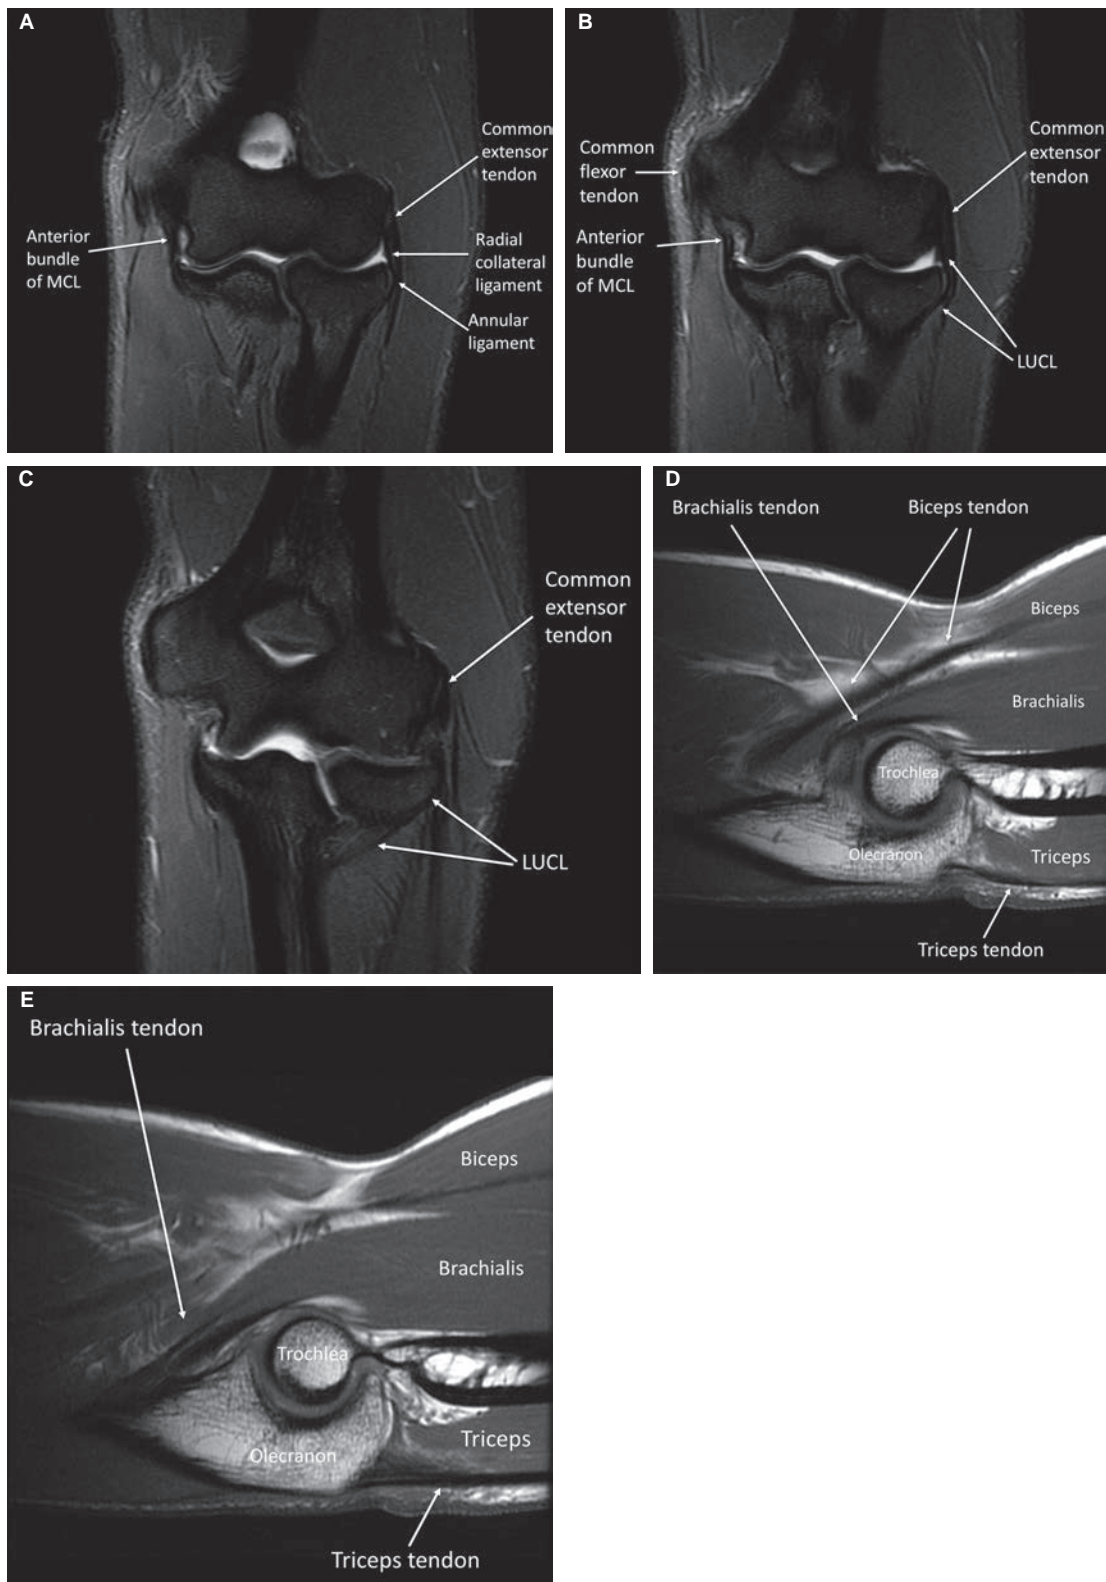 A
Common
extensor
tendon
Anterior
bundle
of MCL
Radial
collateral
ligament
Annular
ligament
B
Common
flexor
tendon
Common
extensor
tendon
Anterior
bundle
of MCL
LUCL
C
Common
extensor
tendon
LUCL
D
Brachialis tendon
Biceps tendon
Biceps
Brachialis
Trochlea
Olecranon
Triceps
Triceps tendon
E
Brachialis tendon
Biceps
Brachialis
Trochlea
Triceps
Olecranon
Triceps tendon